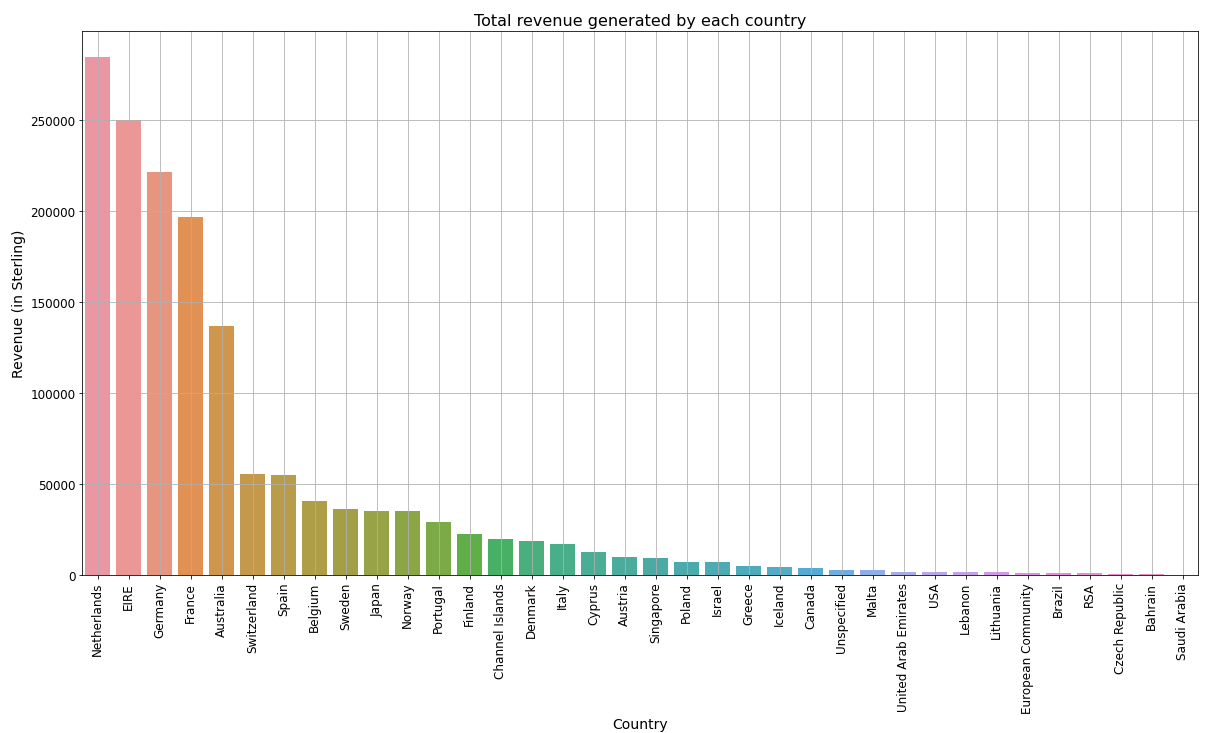 Total revenue generated by each country
Revenue (in Sterling)
250000
200000
150000
100000
50000
0
Netherlands
EIRE
Germany
France
Australia
Switzerland
Spain
Belgium
Sweden
Japan
Norway
Portugal
Finland
Channel Islands
Denmark
Italy
Cyprus
Austria
Singapore
Poland
Israel
Greece
Iceland
Canada
Unspecified
Malta
United Arab Emirates
USA
Lebanon
Lithuania
European Community
Brazil
RSA
Czech Republic
Bahrain
Saudi Arabia
Country